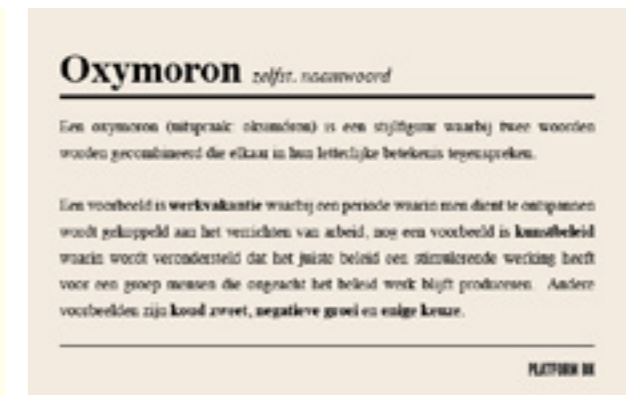 Oxymoron zelfst. naamwoord
Een oxymoron (uitspraak: oksimoron) is een stijlfiguur waarbij twee woorden
worden gecombineerd die elkaar in hun letterlijke betekenis tegenspreken.
Een voorbeeld is werkvakantie waarbij een periode waarin men dient te ontspannen
wordt gekoppeld aan het verrichten van arbeid, nog een voorbeeld is kunstbeleid
waarin wordt verondersteld dat het juiste beleid een stimulerende werking heeft
voor een groep mensen die ongeacht het beleid werk blijft produceren. Andere
voorbeelden zijn koud zweet, negatieve groei en enige keuze.
PLATFORM BK